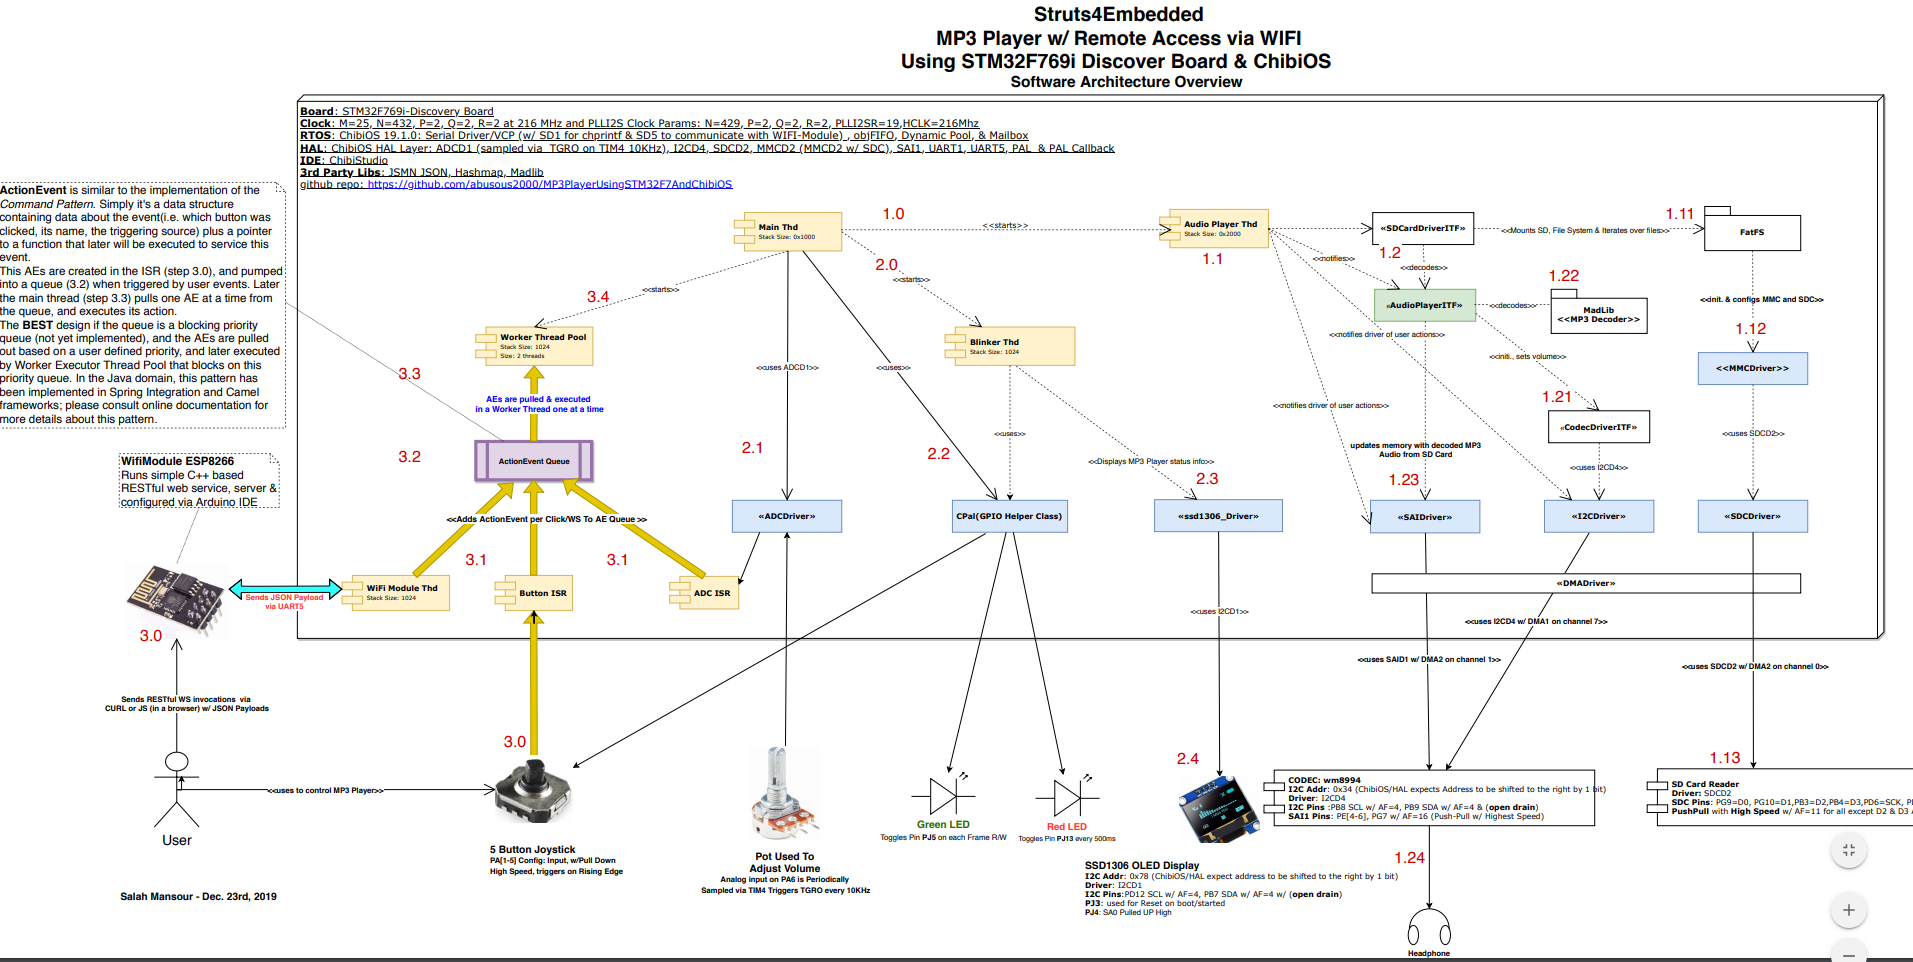 Struts4Embedded
MP3 Player w/ Remote Access via WIFI
Using STM32F769i Discover Board & ChibiOS
Software Architecture Overview
Board: STM32F769i-Discovery Board
Clock: M=25, N=432, P=2, Q=2, R=2 at 216 MHz and PLLI2S Clock Params: N=429, P=2, Q=2, R=2, PLLI2SR=19,HCLK=216Mhz
RTOS: ChibiOS 19.1.0: Serial Driver/VCP (w/ SD1 for chprintf & SD5 to communicate with WIFI-Module) , objFIFO, Dynamic Pool, & Mailbox
HAL: ChibiOS HAL Layer: ADCD1 (sampled via TGRO on TIM4 10KHz), I2CD4, SDCD2, MMCD2 (MMCD2 w/ SDC), SAI1, UART1, UART5, PAL & PAL Callback
IDE: ChibiStudio
3rd Party Libs: JSMN JSON, Hashmap, Madlib
github repo: https://github.com/abusous2000/MP3PlayerUsingSTM32F7AndChibiOS
ActionEvent is similar to the implementation of the
Command Pattern. Simply it's a data structure
containing data about the event(i.e. which button was
clicked, its name, the triggering source) plus a pointer
to a function that later will be executed to service this
event.
This AEs are created in the ISR (step 3.0), and pumped
into a queue (3.2) when triggered by user events. Later
the main thread (step 3.3) pulls one AE at a time from
the queue, and executes its action.
The BEST design if the queue is a blocking priority
queue (not yet implemented), and the AEs are pulled
out based on a user defined priority, and later executed
by Worker Executor Thread Pool that blocks on this
priority queue. In the Java domain, this pattern has
been implemented in Spring Integration and Camel
frameworks; please consult online documentation for
more details about this pattern.
Main Thd
Stack Size: 0x1000
1.0
<<starts>>
Audio Player Thd
Stack Size: 0x2000
1.1
«SDCardDriverITF»
1.2
<<Mounts SD, File System & Iterates over files>>
1.11
FatFS
2.0
<<starts>>
<<notifies>>
<<decodes>>
1.22
3.4
<<starts>>
«AudioPlayerITF»
<<decodes>>
MadLib
<<MP3 Decoder>>
<<init. & configs MMC and SDC>>
1.12
Worker Thread Pool
Stack Size: 1024
Size: 2 threads
Blinker Thd
Stack Size: 1024
<<notifies driver of user actions>>
<<initi., sets volume>>
<<MMCDriver>>
3.3
<<uses ADCD1>>
<<uses>>
AEs are pulled & executed
in a Worker Thread one at a time
<<notifies driver of user actions>>
1.21
«CodecDriverITF»
<<uses SDCD2>>
<<uses>>
3.2
ActionEvent Queue
2.1
2.2
<<Displays MP3 Player status info>>
2.3
updates memory with decoded MP3
Audio from SD Card
1.23
<<uses I2CD4>>
WifiModule ESP8266
Runs simple C++ based
RESTful web service, server &
configured via Arduino IDE
<<Adds ActionEvent per Click/WS To AE Queue >>
«ADCDriver»
CPal(GPIO Helper Class)
«ssd1306_Driver»
«SAIDriver»
«I2CDriver»
«SDCDriver»
3.1
3.1
Sends JSON Payload
via UART5
WiFi Module Thd
Stack Size: 1024
Button ISR
ADC ISR
«DMADriver»
<<uses I2CD1>>
<<uses I2CD4 w/ DMA1 on channel 7>>
3.0
<<uses SAID1 w/ DMA2 on channel 1>>
<<uses SDCD2 w/ DMA2 on channel 0>>
Sends RESTful WS invocations via
CURL or JS (in a browser) w/ JSON Payloads
3.0
<<uses to control MP3 Player>>
User
5 Button Joystick
PA[1-5] Config: Input, w/Pull Down
High Speed, triggers on Rising Edge
Pot Used To
Adjust Volume
Analog input on PA6 is Periodically
Sampled via TIM4 Triggers TGRO every 10KHz
Green LED
Toggles Pin PJ5 on each Frame R/W
Red LED
Toggles Pin PJ13 every 500ms
2.4
SSD1306 OLED Display
I2C Addr: 0x78 (ChibiOS/HAL expect address to be shifted to the right by 1 bit)
Driver: I2CD1
I2C Pins:PD12 SCL w/ AF=4, PB7 SDA w/ AF=4 w/ (open drain)
PJ3: used for Reset on boot/started
PJ4: SA0 Pulled UP High
CODEC: wm8994
I2C Addr: 0x34 (ChibiOS/HAL expects Address to be shifted to the right by 1 bit)
Driver: I2CD4
I2C Pins :PB8 SCL w/ AF=4, PB9 SDA w/ AF=4 & (open drain)
SAI1 Pins: PE[4-6], PG7 w/ AF=16 (Push-Pull w/ Highest Speed)
1.24
Headphone
1.13
SD Card Reader
Driver: SDCD2
SDC Pins: PG9=D0, PG10=D1,PB3=D2,PB4=D3,PD6=SCK,
PushPull with High Speed w/ AF=11 for all except D2 & D3
Salah Mansour - Dec. 23rd, 2019